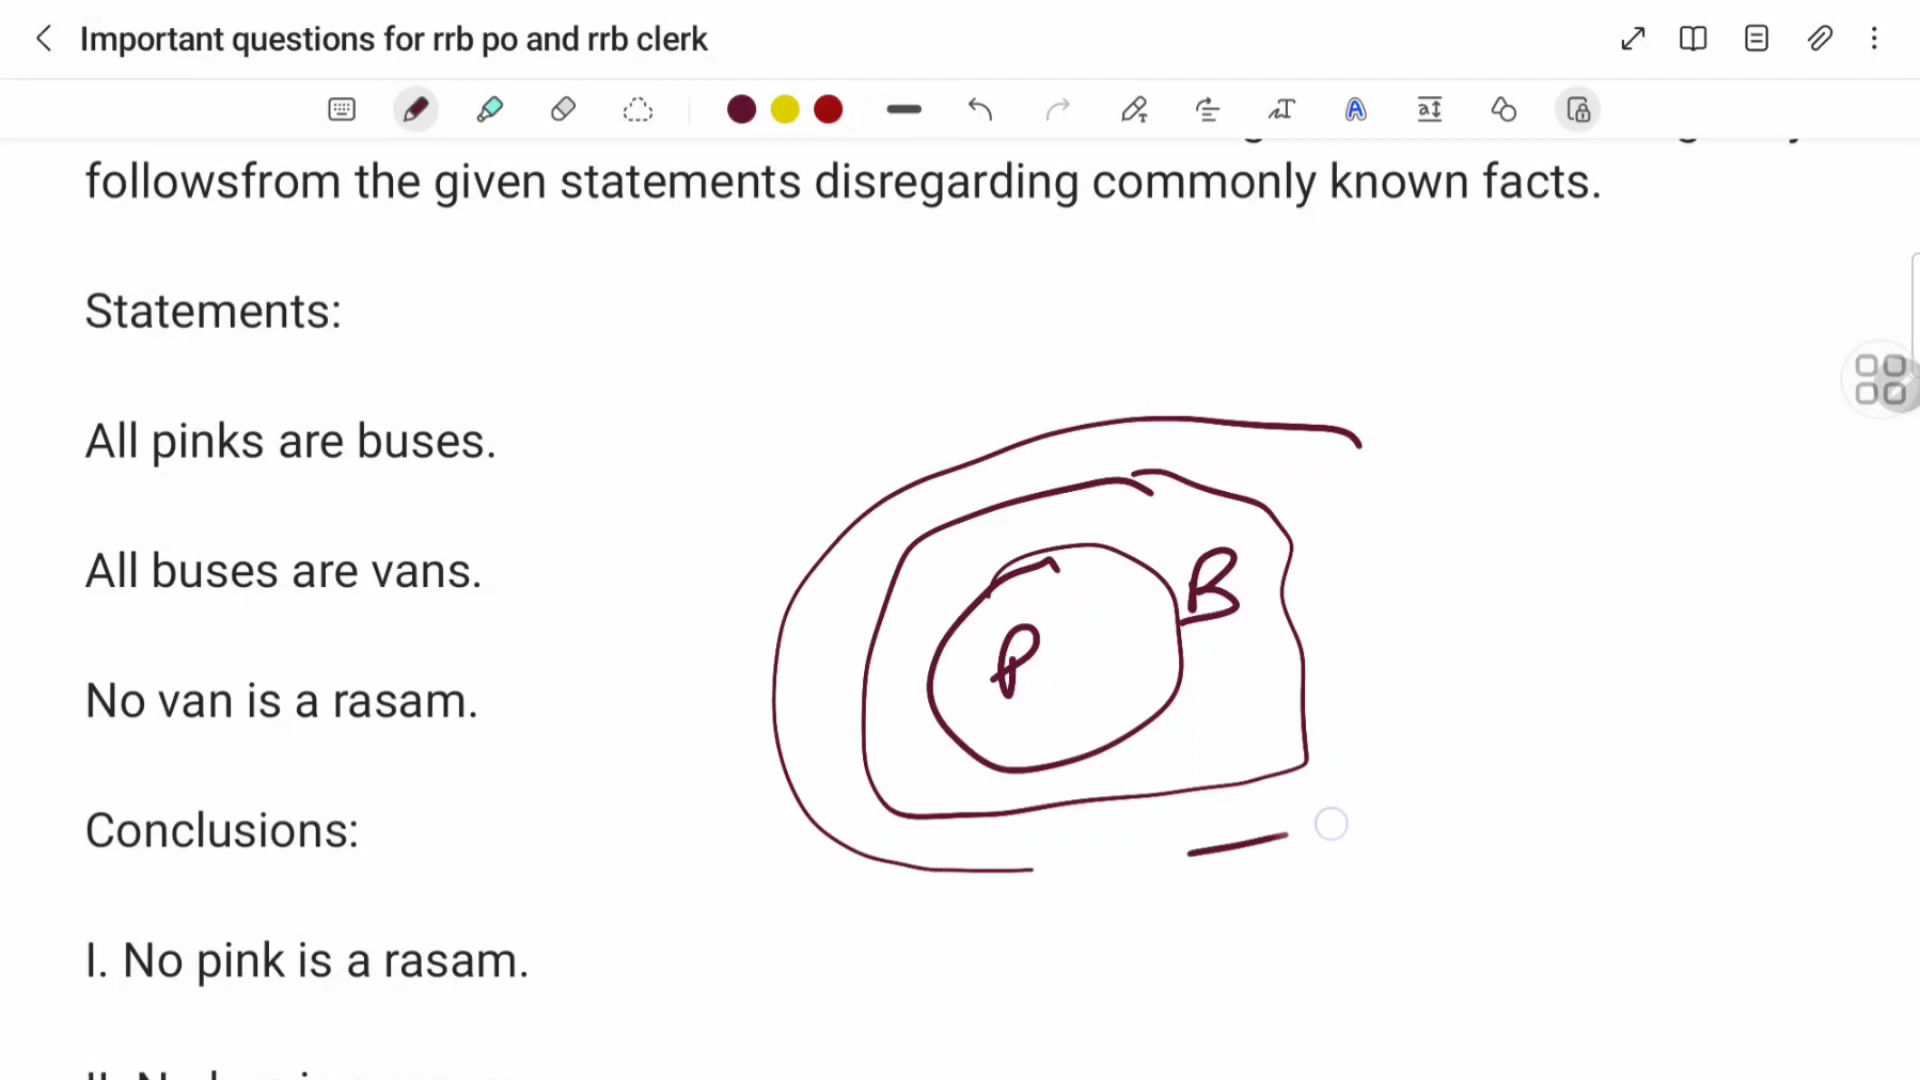 Important questions for rrb po and rrb clerk
followsfrom the given statements disregarding commonly known facts.
Statements:
All pinks are buses.
All buses are vans.
No van is a rasam.
B
P
Conclusions:
I. No pink is a rasam.